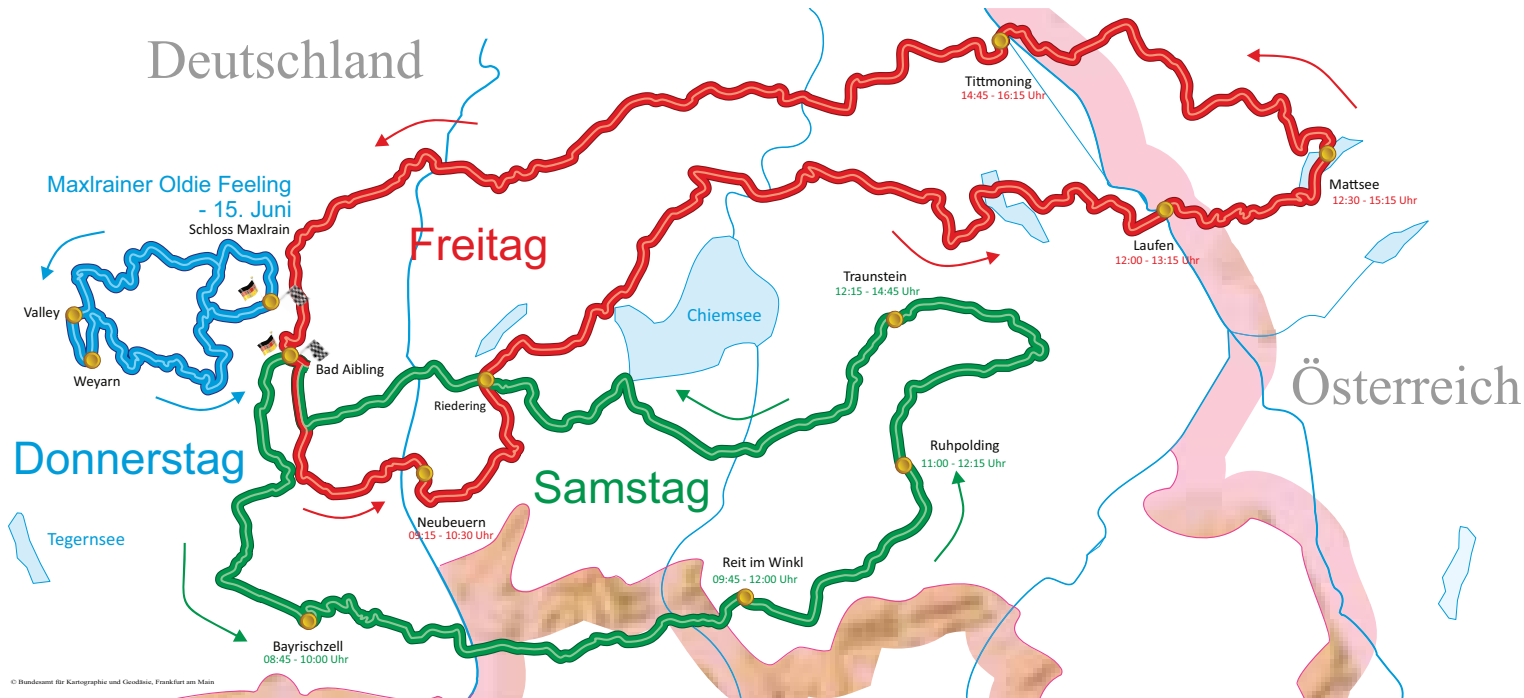 Deutschland
Tittmoning
14:45 - 16:15 Uhr
Maxlrainer Oldie Feeling
- 15. Juni
Schloss Maxlrain
Mattsee
12:30 - 15:15 Uhr
Freitag
Laufen
12:00 - 13:15 Uhr
Traunstein
12:15 - 14:45 Uhr
Valley
Chiemsee
Weyarn
Bad Aibling
Österreich
Riedering
Donnerstag
Ruhpolding
11:00 - 12:15 Uhr
Samstag
Neubeuern
09:15 - 10:30 Uhr
Tegernsee
Reit im Winkl
09:45 - 12:00 Uhr
Bayrischzell
08:45 - 10:00 Uhr
© Bundesamt für Kartographie und Geodäsie, Frankfurt am Main